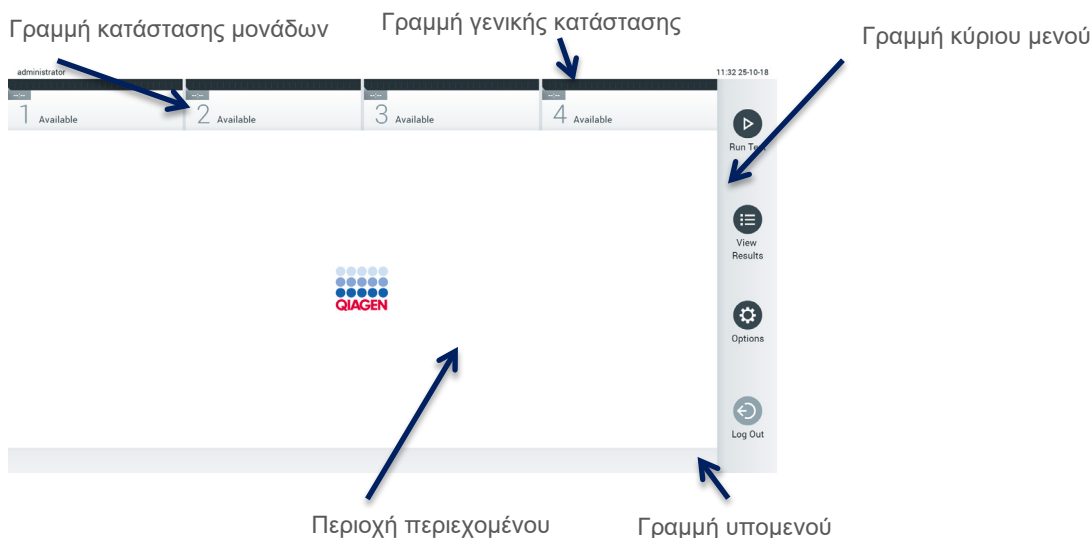 Γραμμή κατάστασης μονάδων
Γραμμή γενικής κατάστασης
Γραμμή κύριου μενού
administrator
11:32 25-10-18
--:--
--:--
--:--
--:--
1 Available
2 Available
3 Available
4 Available
Run Test
View
Results
QIAGEN
Options
Log Out
Περιοχή περιεχομένου
Γραμμή υπομενού